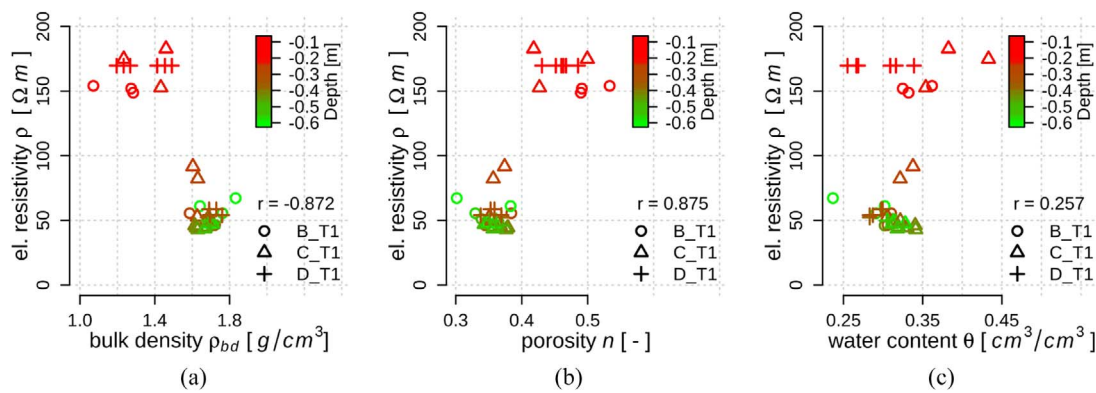 el. resistivity ρ [ Ω m ]
200
150
100
50
0
-0.1
-0.2
-0.3
-0.4
-0.5
-0.6
Depth [m]
r = -0.872
B_T1
C_T1
D_T1
1.0 1.4 1.8
bulk density ρbd [ g/cm³ ]
(a)
el. resistivity ρ [ Ω m ]
200
150
100
50
0
-0.1
-0.2
-0.3
-0.4
-0.5
-0.6
Depth [m]
r = 0.875
B_T1
C_T1
D_T1
0.3 0.4 0.5
porosity n [ - ]
(b)
el. resistivity ρ [ Ω m ]
200
150
100
50
0
-0.1
-0.2
-0.3
-0.4
-0.5
-0.6
Depth [m]
r = 0.257
B_T1
C_T1
D_T1
0.25 0.35 0.45
water content θ [ cm³/cm³ ]
(c)